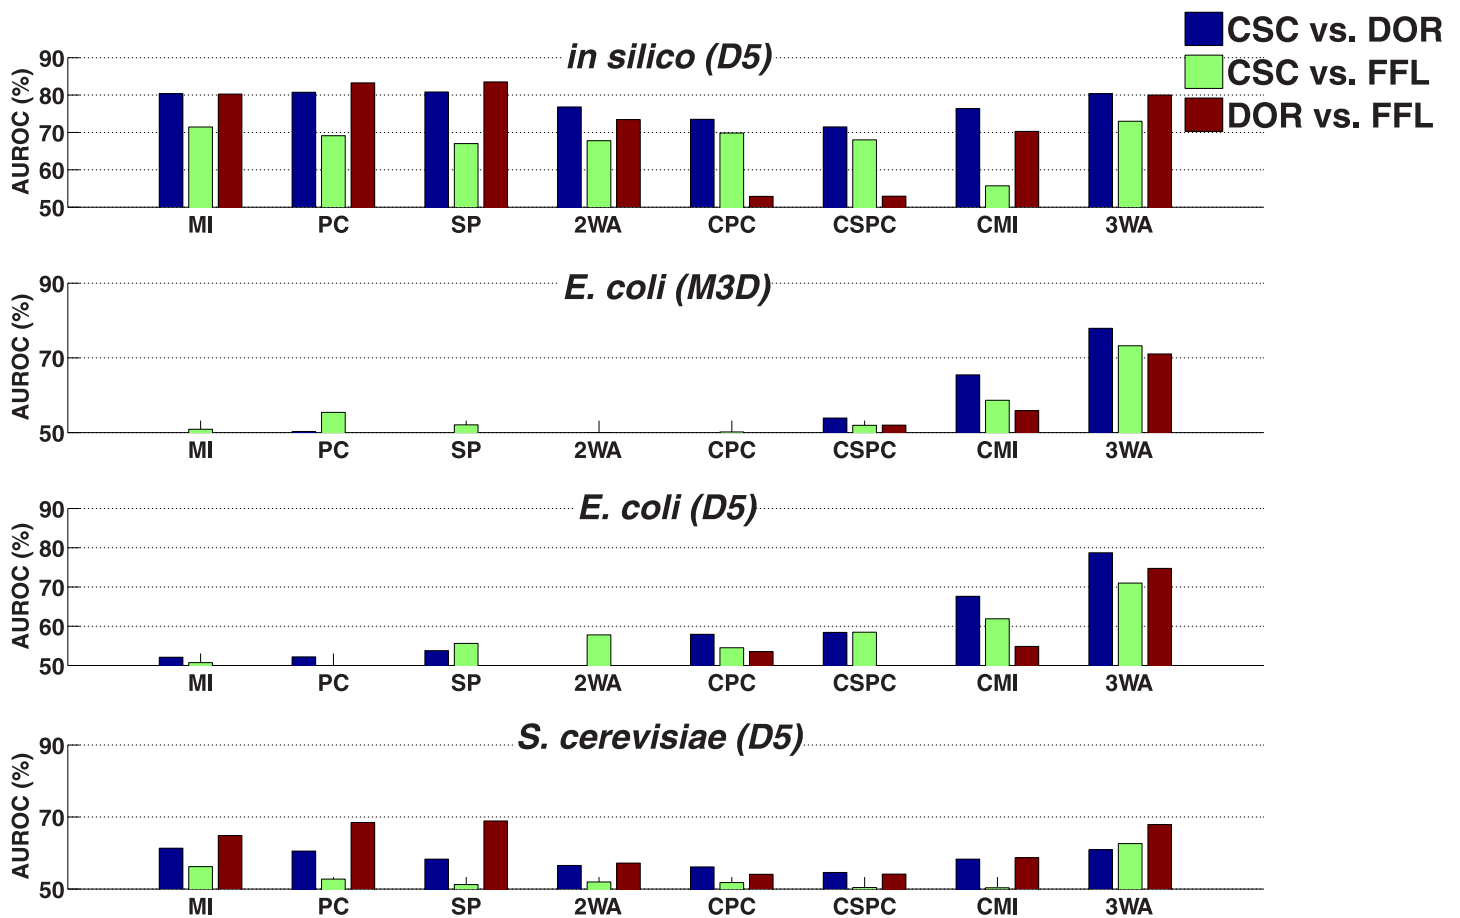 CSC vs. DOR
CSC vs. FFL
DOR vs. FFL
in silico (D5)
AUROC (%)
90
80
70
60
50
MI PC SP 2WA CPC CSPC CMI 3WA
E. coli (M3D)
AUROC (%)
90
70
50
MI PC SP 2WA CPC CSPC CMI 3WA
E. coli (D5)
AUROC (%)
90
80
70
60
50
MI PC SP 2WA CPC CSPC CMI 3WA
S. cerevisiae (D5)
AUROC (%)
90
70
50
MI PC SP 2WA CPC CSPC CMI 3WA